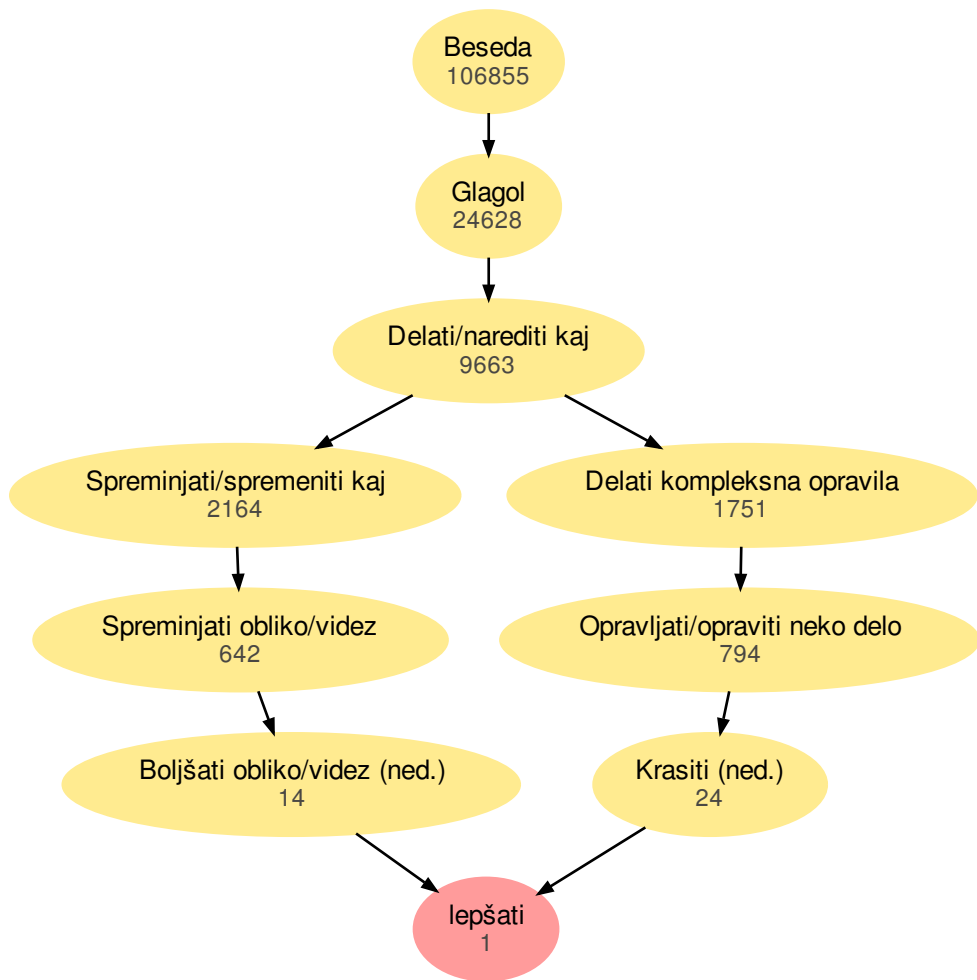 Beseda
106855
Glagol
24628
Delati/narediti kaj
9663
Spreminjati/spremeniti kaj
2164
Delati kompleksna opravila
1751
Spreminjati obliko/videz
642
Opravljati/opraviti neko delo
794
Boljšati obliko/videz (ned.)
14
Krasiti (ned.)
24
lepšati
1